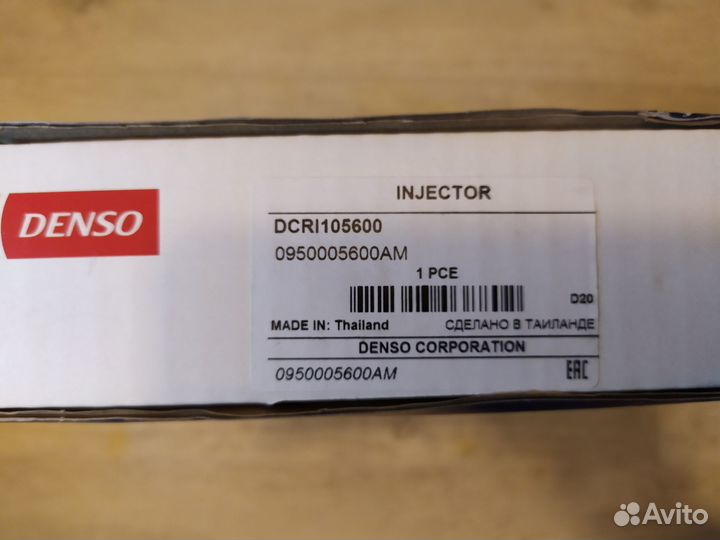 DENSO
INJECTOR
DCRI105600
0950005600AM
1 PCE
D20
MADE IN: Thailand СДЕЛАНО В ТАИЛАНДЕ
DENSO CORPORATION
0950005600AM EAC
Avito